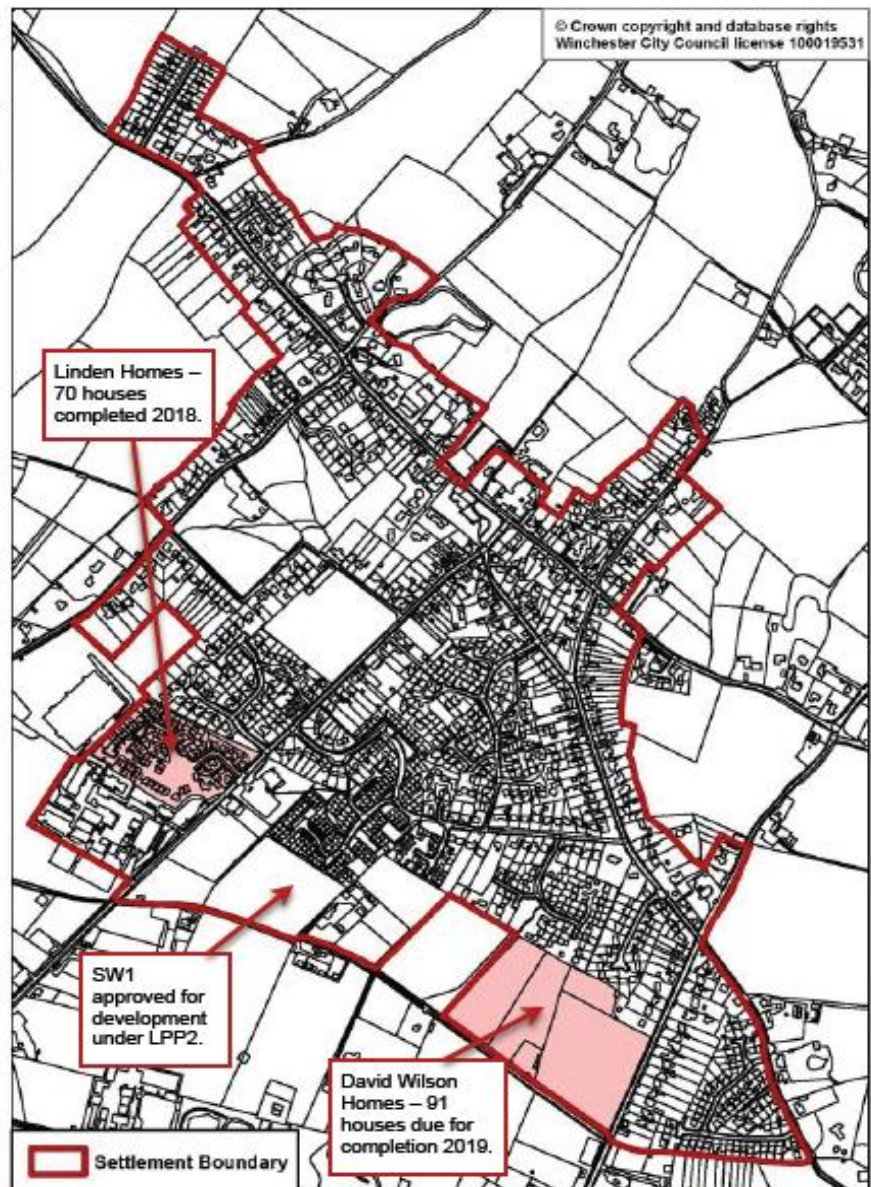 © Crown copyright and database rights
Winchester City Council license 100019531
Linden Homes –
70 houses
completed 2018.
SW1
approved for
development
under LPP2.
David Wilson
Homes – 91
houses due for
completion 2019.
Settlement Boundary